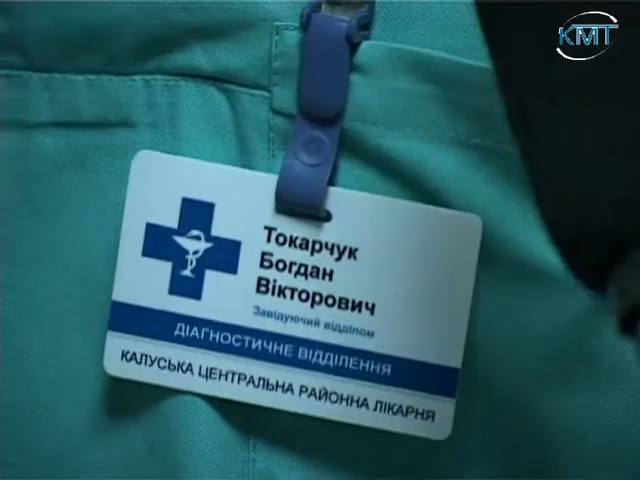 КМТ
Токарчук
Богдан
Вікторович
Завідуючий відділом
ДІАГНОСТИЧНЕ ВІДДІЛЕННЯ
КАЛУСЬКА ЦЕНТРАЛЬНА РАЙОННА ЛІКАРНЯ